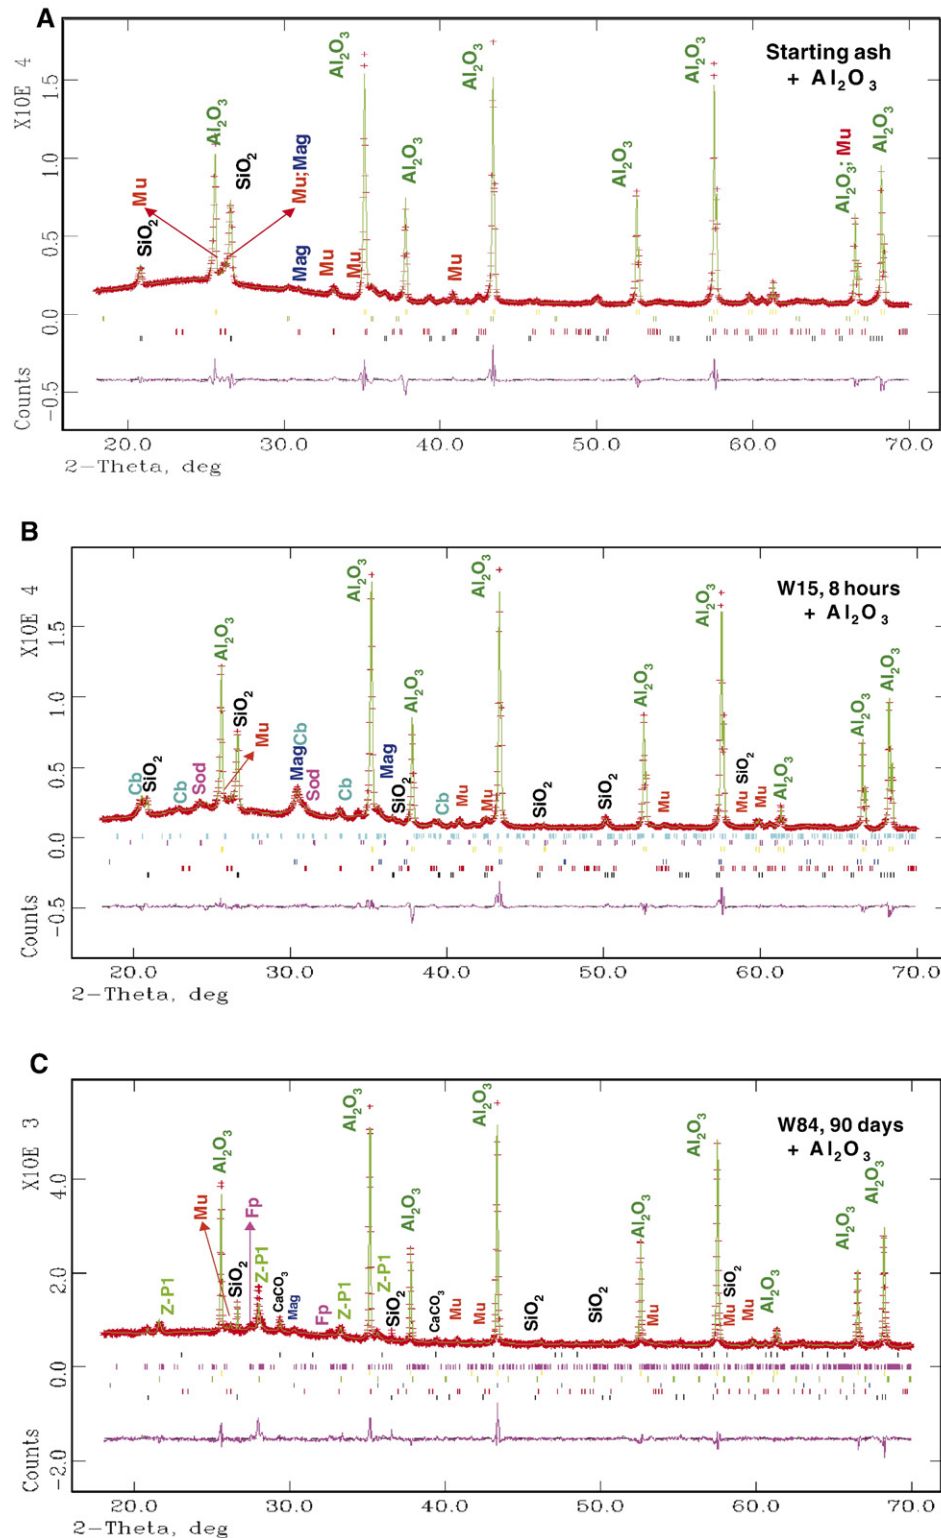 A
X10E 4
Counts
1.5
1.0
0.5
0.0
−0.5
Starting ash
+ Al₂O₃
Mu
SiO₂
Al₂O₃
SiO₂
Mu;Mag
Mag
Mu
Mu
Al₂O₃
Al₂O₃
Mu
Al₂O₃
Al₂O₃
Al₂O₃
Al₂O₃; Mu
Al₂O₃
20.0 30.0 40.0 50.0 60.0 70.0
2−Theta, deg
B
X10E 4
Counts
1.5
1.0
0.5
0.0
−0.5
W15, 8 hours
+ Al₂O₃
Cb
SiO₂
Cb
Sod
Al₂O₃
SiO₂
Mu
MagCb
Sod
Cb
Al₂O₃
Mag
SiO₂
Al₂O₃
Cb
Mu
Mu
Al₂O₃
SiO₂
SiO₂
Al₂O₃
Mu
Al₂O₃
Mu
SiO₂
Mu
Al₂O₃
Al₂O₃
Al₂O₃
20.0 30.0 40.0 50.0 60.0 70.0
2−Theta, deg
C
X10E 3
Counts
4.0
2.0
0.0
−2.0
W84, 90 days
+ Al₂O₃
Z-P1
Mu
Al₂O₃
SiO₂
Fp
Z-P1
CaCO₃
Mag
Fp
Z-P1
Al₂O₃
Z-P1
SiO₂
Al₂O₃
CaCO₃
Mu
Mu
Al₂O₃
SiO₂
SiO₂
Al₂O₃
Mu
Al₂O₃
Mu
SiO₂
Mu
Al₂O₃
Al₂O₃
Al₂O₃
20.0 30.0 40.0 50.0 60.0 70.0
2−Theta, deg